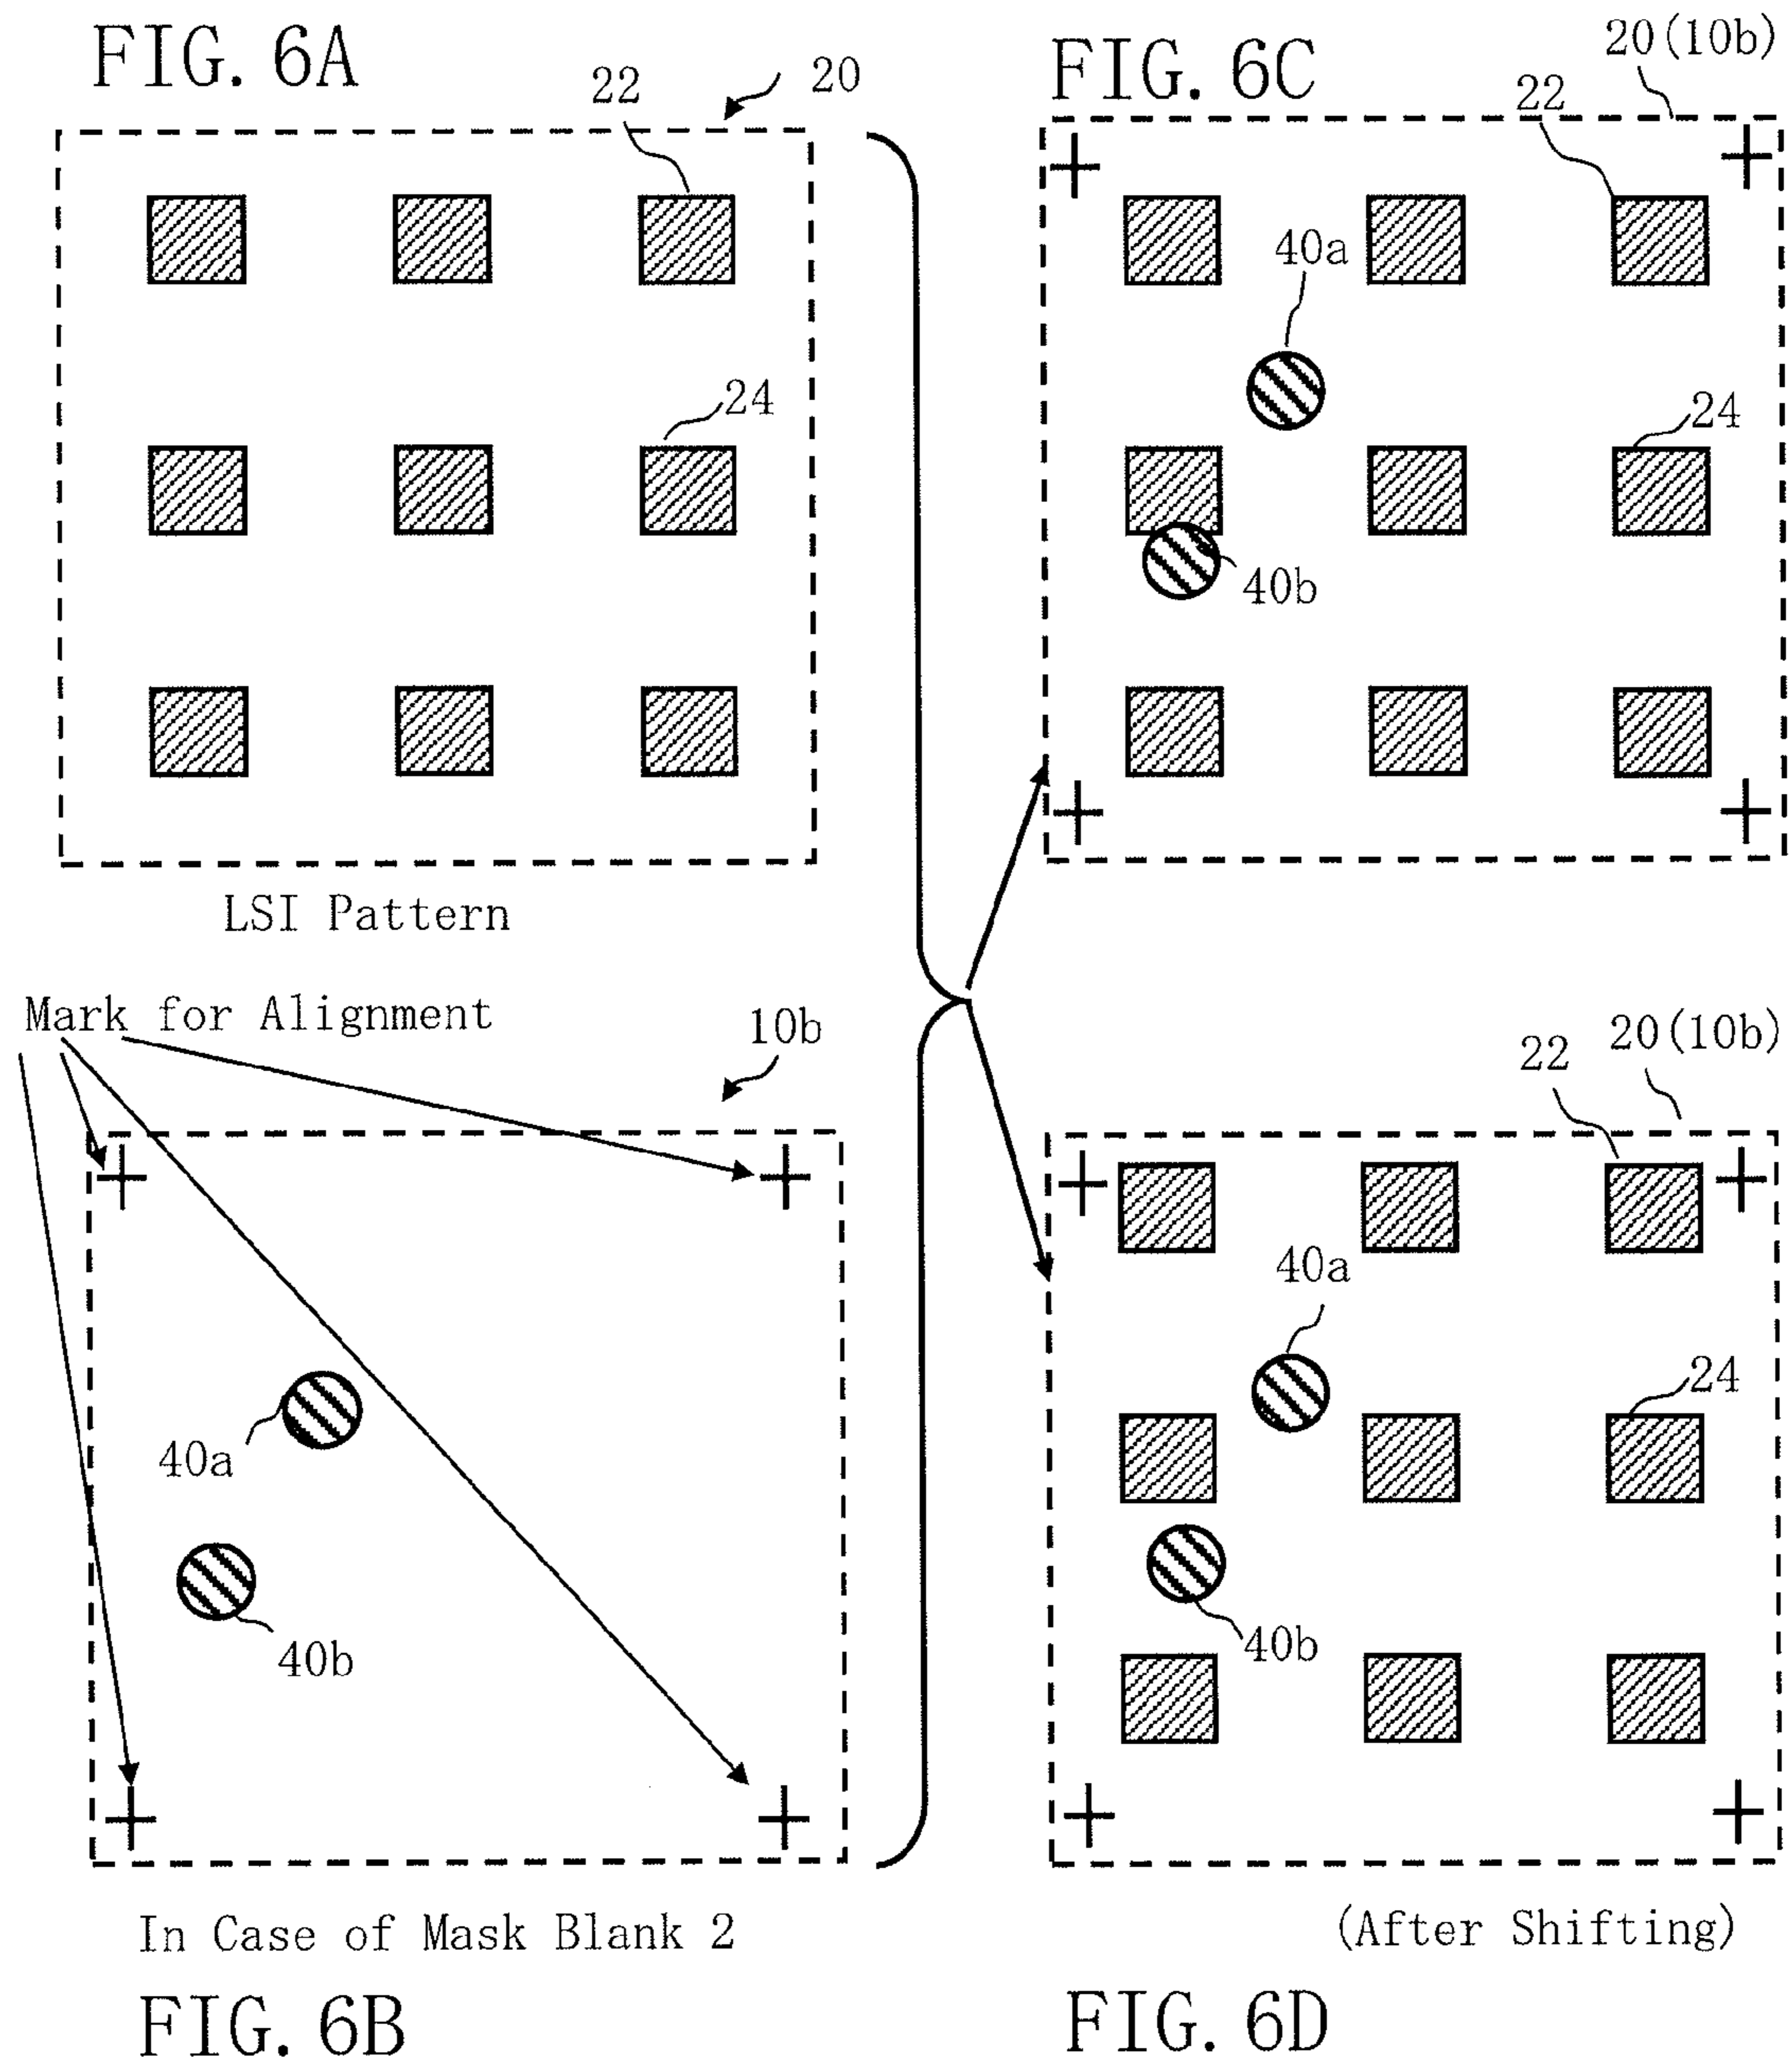 FIG. 6A
22
20
24
LSI Pattern
Mark for Alignment
10b
40a
40b
In Case of Mask Blank 2
FIG. 6B
FIG. 6C
20(10b)
22
40a
24
40b
20(10b)
22
40a
24
40b
(After Shifting)
FIG. 6D